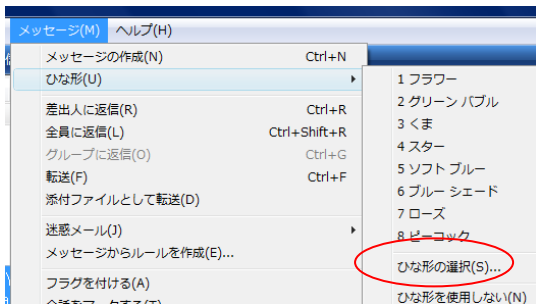 メッセージ(M) ヘルプ(H)
メッセージの作成(N) Ctrl+N
ひな形(U)
差出人に返信(R) Ctrl+R
全員に返信(L) Ctrl+Shift+R
グループに返信(O) Ctrl+G
転送(F) Ctrl+F
添付ファイルとして転送(D)
迷惑メール(J)
メッセージからルールを作成(E)...
フラグを付ける(A)
1 フラワー
2 グリーン バブル
3 くま
4 スター
5 ソフト ブルー
6 ブルー シェード
7 ローズ
8 ピーコック
ひな形の選択(S)...
ひな形を使用しない(N)